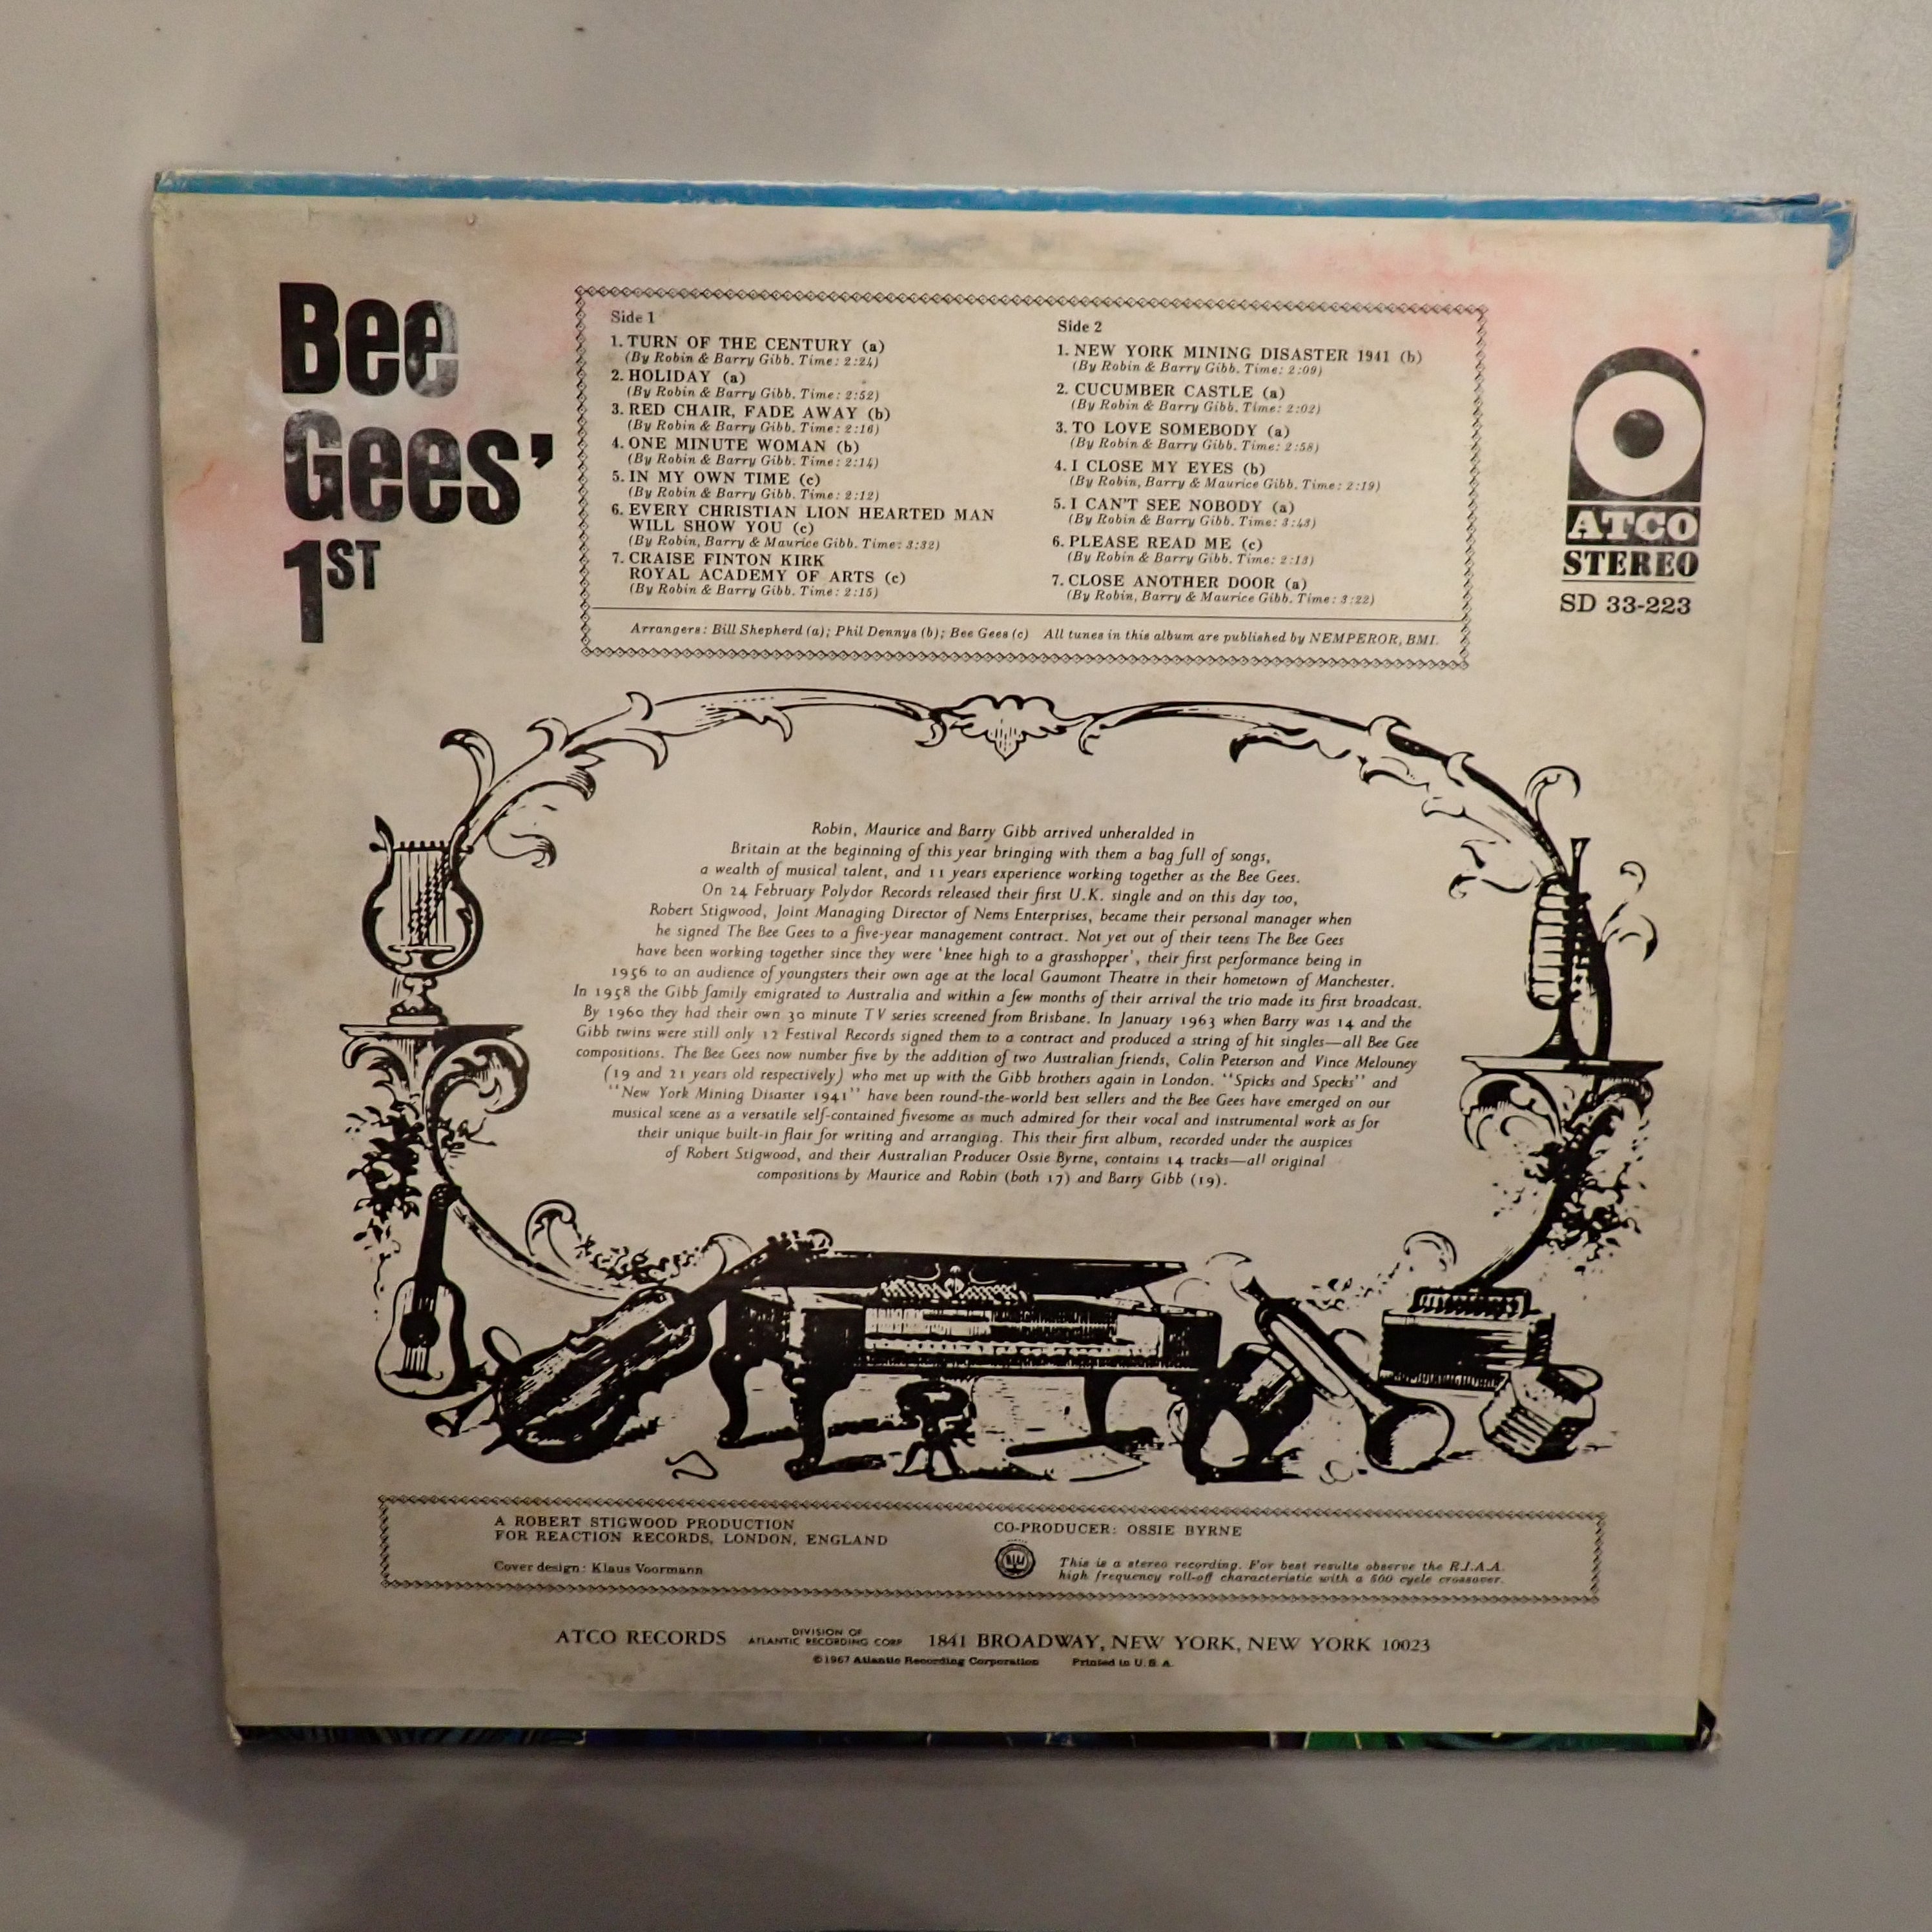 Bee
Gees'
1ST
Side 1
1. TURN OF THE CENTURY (a)
(By Robin & Barry Gibb. Time: 2:24)
2. HOLIDAY (a)
(By Robin & Barry Gibb. Time: 2:52)
3. RED CHAIR, FADE AWAY (b)
(By Robin & Barry Gibb. Time: 2:16)
4. ONE MINUTE WOMAN (b)
(By Robin & Barry Gibb. Time: 2:14)
5. IN MY OWN TIME (c)
(By Robin & Barry Gibb. Time: 2:12)
6. EVERY CHRISTIAN LION HEARTED MAN
WILL SHOW YOU (c)
(By Robin, Barry & Maurice Gibb. Time: 3:32)
7. CRAISE FINTON KIRK
ROYAL ACADEMY OF ARTS (c)
(By Robin & Barry Gibb. Time: 2:15)
Side 2
1. NEW YORK MINING DISASTER 1941 (b)
(By Robin & Barry Gibb. Time: 2:09)
2. CUCUMBER CASTLE (a)
(By Robin & Barry Gibb. Time: 2:02)
3. TO LOVE SOMEBODY (a)
(By Robin & Barry Gibb. Time: 2:58)
4. I CLOSE MY EYES (b)
(By Robin, Barry & Maurice Gibb. Time: 2:19)
5. I CAN'T SEE NOBODY (a)
(By Robin & Barry Gibb. Time: 3:43)
6. PLEASE READ ME (c)
(By Robin & Barry Gibb. Time: 2:13)
7. CLOSE ANOTHER DOOR (a)
(By Robin, Barry & Maurice Gibb. Time: 3:22)
Arrangers: Bill Shepherd (a); Phil Dennys (b); Bee Gees (c) All tunes in this album are published by NEMPEROR, BMI.
ATCO
STEREO
SD 33-223
Robin, Maurice and Barry Gibb arrived unheralded in
Britain at the beginning of this year bringing with them a bag full of songs,
a wealth of musical talent, and 11 years experience working together as the Bee Gees.
On 24 February Polydor Records released their first U.K. single and on this day too,
Robert Stigwood, Joint Managing Director of Nems Enterprises, became their personal manager when
he signed The Bee Gees to a five-year management contract. Not yet out of their teens The Bee Gees
have been working together since they were 'knee high to a grasshopper', their first performance being in
1956 to an audience of youngsters their own age at the local Gaumont Theatre in their hometown of Manchester.
In 1958 the Gibb family emigrated to Australia and within a few months of their arrival the trio made its first broadcast.
By 1960 they had their own 30 minute TV series screened from Brisbane. In January 1963 when Barry was 14 and the
Gibb twins were still only 12 Festival Records signed them to a contract and produced a string of hit singles—all Bee Gee
compositions. The Bee Gees now number five by the addition of two Australian friends, Colin Peterson and Vince Melouney
(19 and 21 years old respectively) who met up with the Gibb brothers again in London. "Spicks and Specks" and
"New York Mining Disaster 1941" have been round-the-world best sellers and the Bee Gees have emerged on our
musical scene as a versatile self-contained fivesome as much admired for their vocal and instrumental work as for
their unique built-in flair for writing and arranging. This their first album, recorded under the auspices
of Robert Stigwood, and their Australian Producer Ossie Byrne, contains 14 tracks—all original
compositions by Maurice and Robin (both 17) and Barry Gibb (19).
A ROBERT STIGWOOD PRODUCTION
FOR REACTION RECORDS, LONDON, ENGLAND
Cover design: Klaus Voormann
CO-PRODUCER: OSSIE BYRNE
This is a stereo recording. For best results observe the R.I.A.A.
high frequency roll-off characteristic with a 500 cycle crossover.
ATCO RECORDS DIVISION OF
ATLANTIC RECORDING CORP 1841 BROADWAY, NEW YORK, NEW YORK 10023
©1967 Atlantic Recording Corporation Printed in U.S.A.